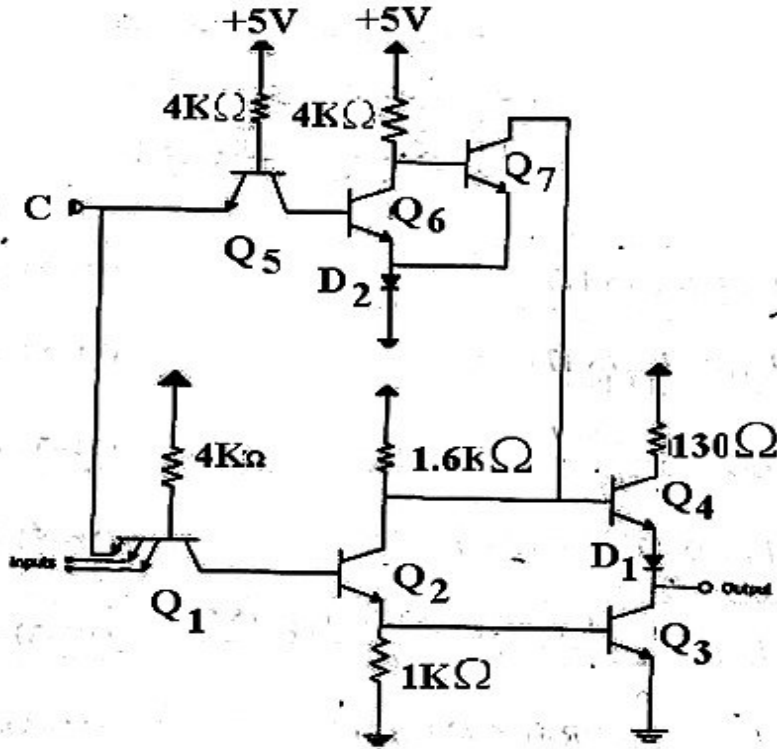 +5V +5V
4KΩ 4KΩ
Q7
C Q6
Q5
D2
4KΩ 1.6kΩ 130Ω
Q4
Inputs D1
Q1 Q2 Output
Q3
1KΩ